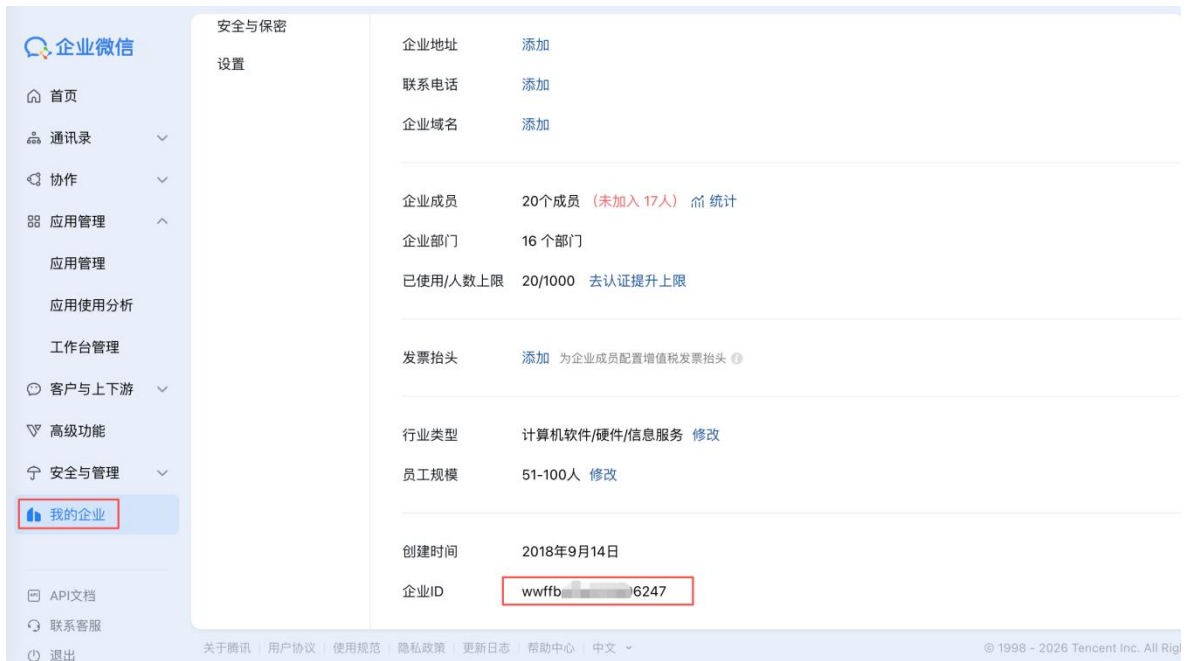 企业微信
首页
通讯录
协作
应用管理
应用管理
应用使用分析
工作台管理
客户与上下游
高级功能
安全与管理
我的企业
API文档
联系客服
退出
安全与保密
设置
企业地址 添加
联系电话 添加
企业域名 添加
企业成员 20个成员 （未加入 17人） 统计
企业部门 16 个部门
已使用/人数上限 20/1000 去认证提升上限
发票抬头 添加 为企业成员配置增值税发票抬头
行业类型 计算机软件/硬件/信息服务 修改
员工规模 51-100人 修改
创建时间 2018年9月14日
企业ID wwffb 6247
关于腾讯 | 用户协议 | 使用规范 | 隐私政策 | 更新日志 | 帮助中心 | 中文
© 1998 - 2026 Tencent Inc. All Rig